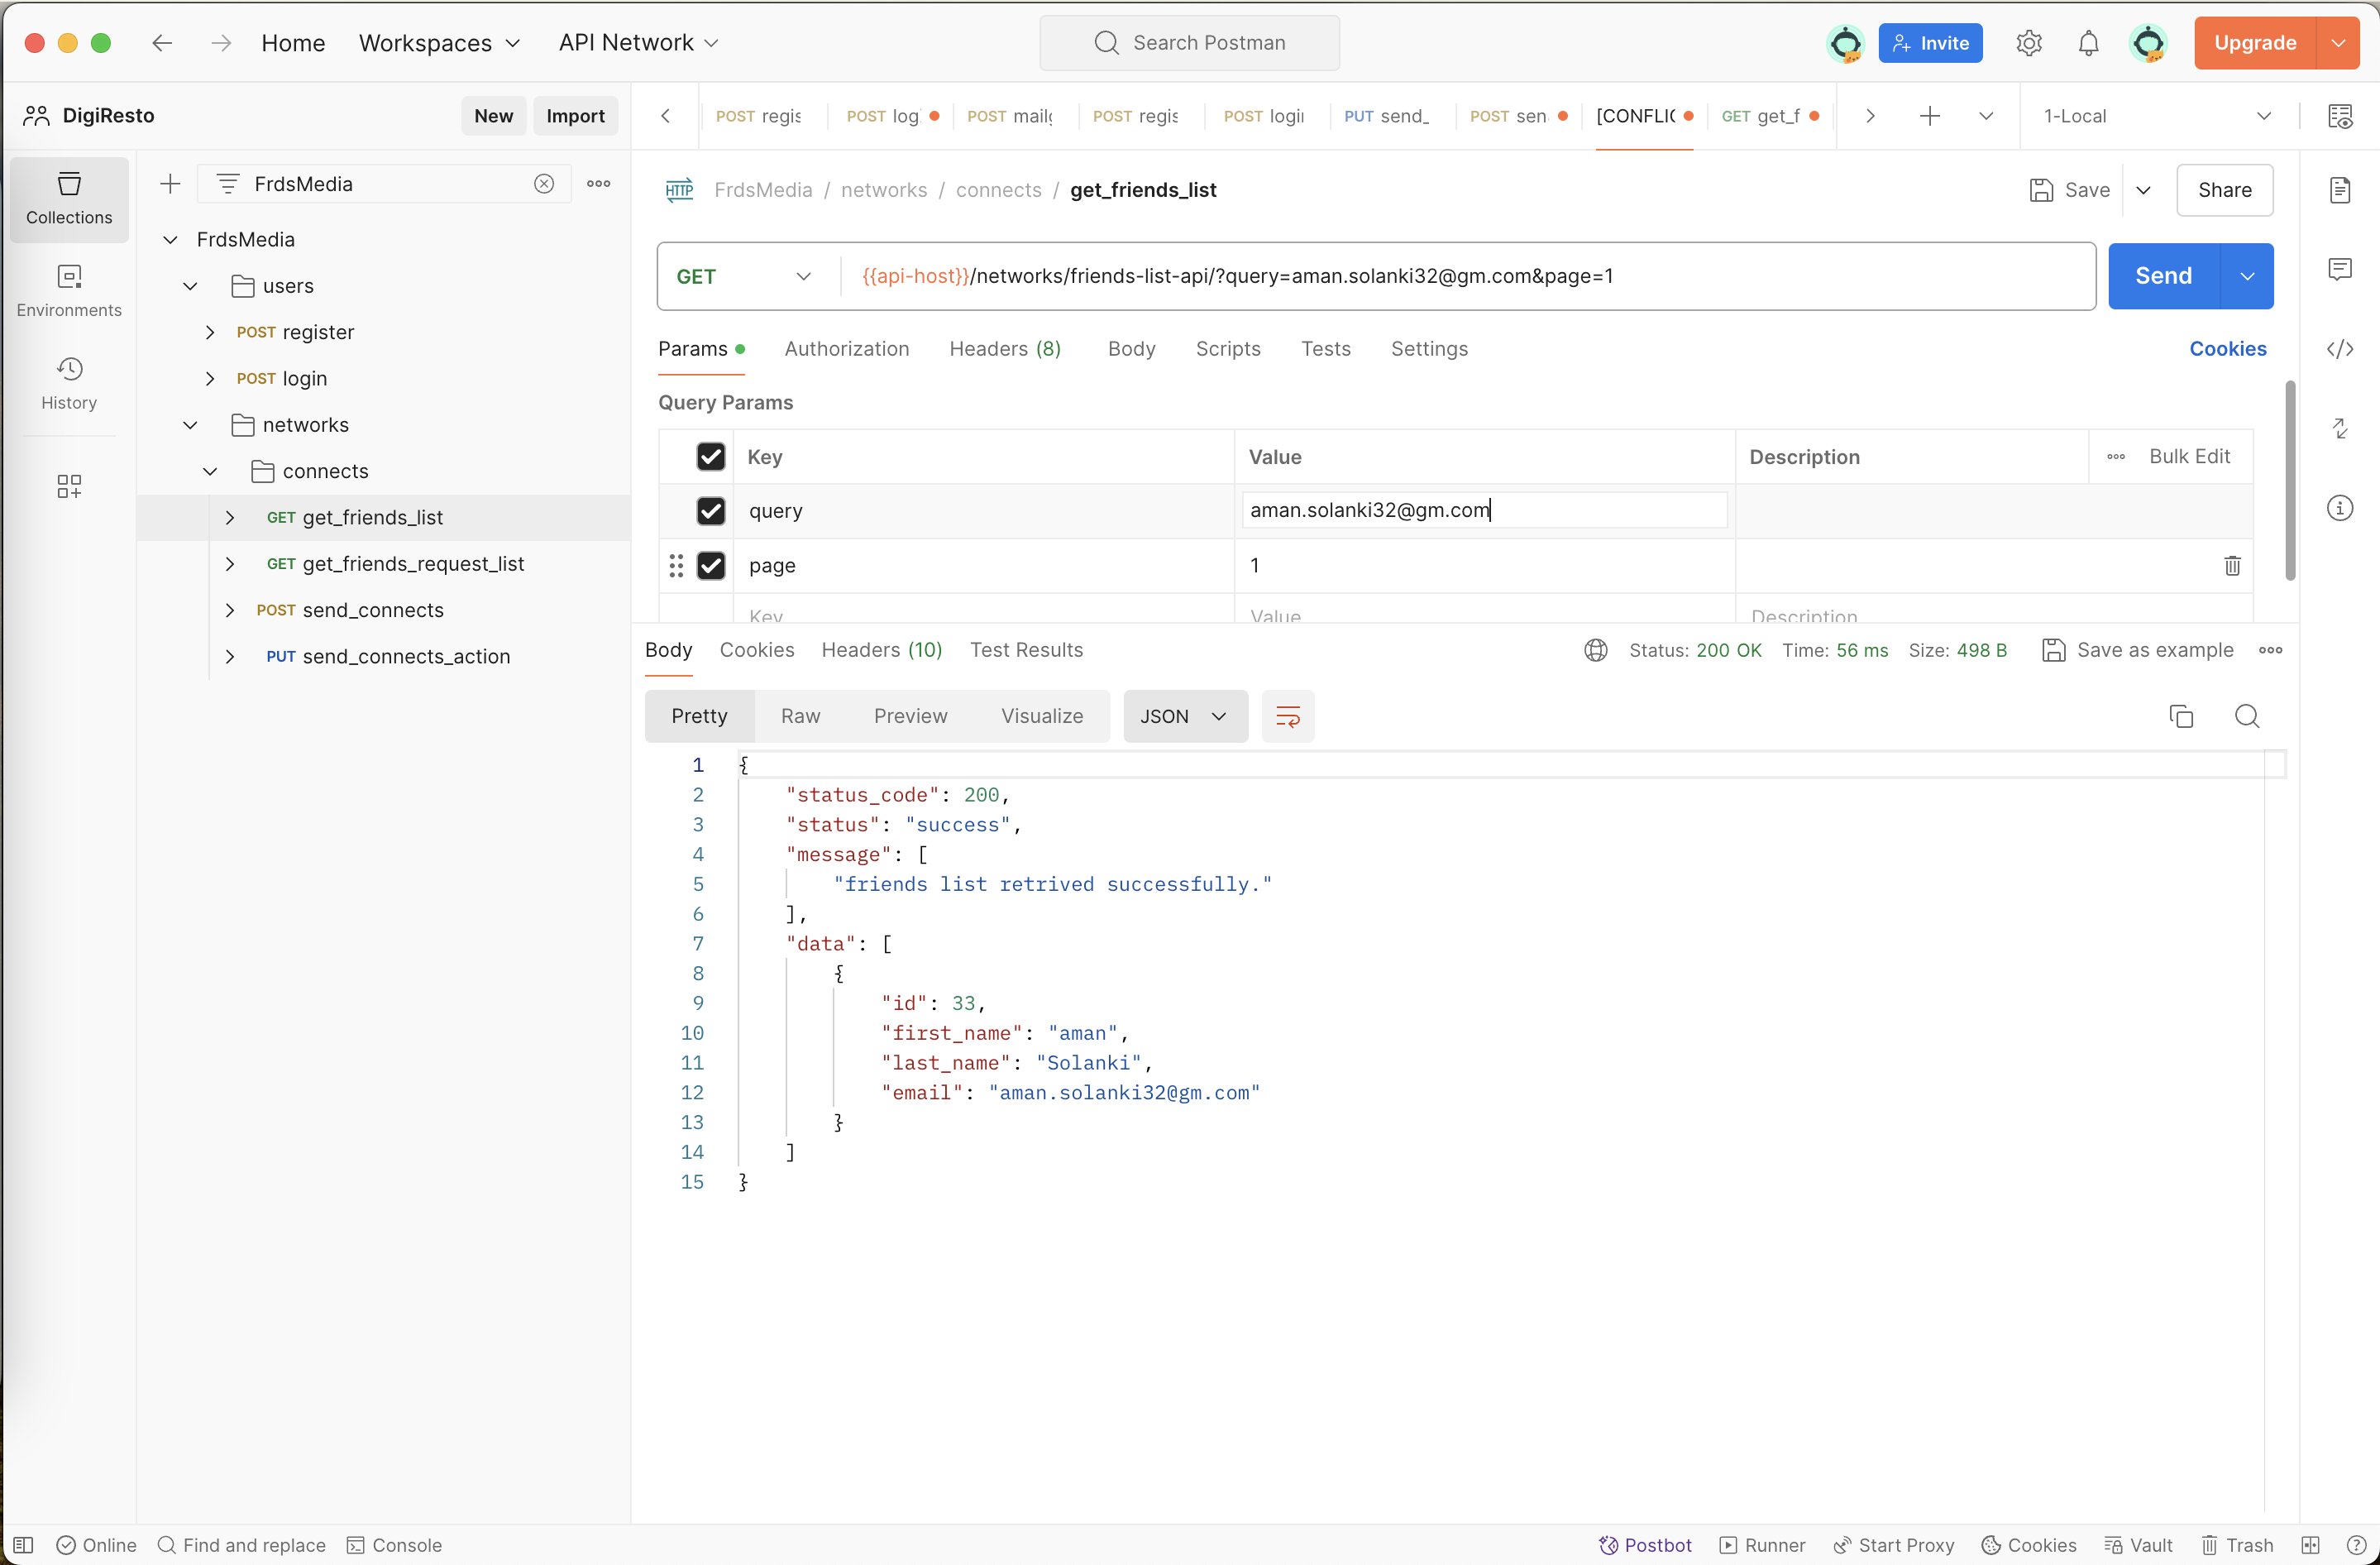 Home Workspaces API Network Search Postman Invite Upgrade
DigiResto New Import
POST regis POST log POST mailg POST regis POST logii PUT send_ POST sen [CONFLIC GET get_f 1-Local
Collections
Environments
History
FrdsMedia
FrdsMedia
users
POST register
POST login
networks
connects
GET get_friends_list
GET get_friends_request_list
POST send_connects
PUT send_connects_action
HTTP FrdsMedia / networks / connects / get_friends_list Save Share
GET {{api-host}}/networks/friends-list-api/?query=aman.solanki32@gm.com&page=1 Send
Params Authorization Headers (8) Body Scripts Tests Settings Cookies
Query Params
Key Value Description Bulk Edit
query aman.solanki32@gm.com
page 1
Key Value Description
Body Cookies Headers (10) Test Results Status: 200 OK Time: 56 ms Size: 498 B Save as example
Pretty Raw Preview Visualize JSON
1 {
2 "status_code": 200,
3 "status": "success",
4 "message": [
5 "friends list retrived successfully."
6 ],
7 "data": [
8 {
9 "id": 33,
10 "first_name": "aman",
11 "last_name": "Solanki",
12 "email": "aman.solanki32@gm.com"
13 }
14 ]
15 }
Online Find and replace Console Postbot Runner Start Proxy Cookies Vault Trash